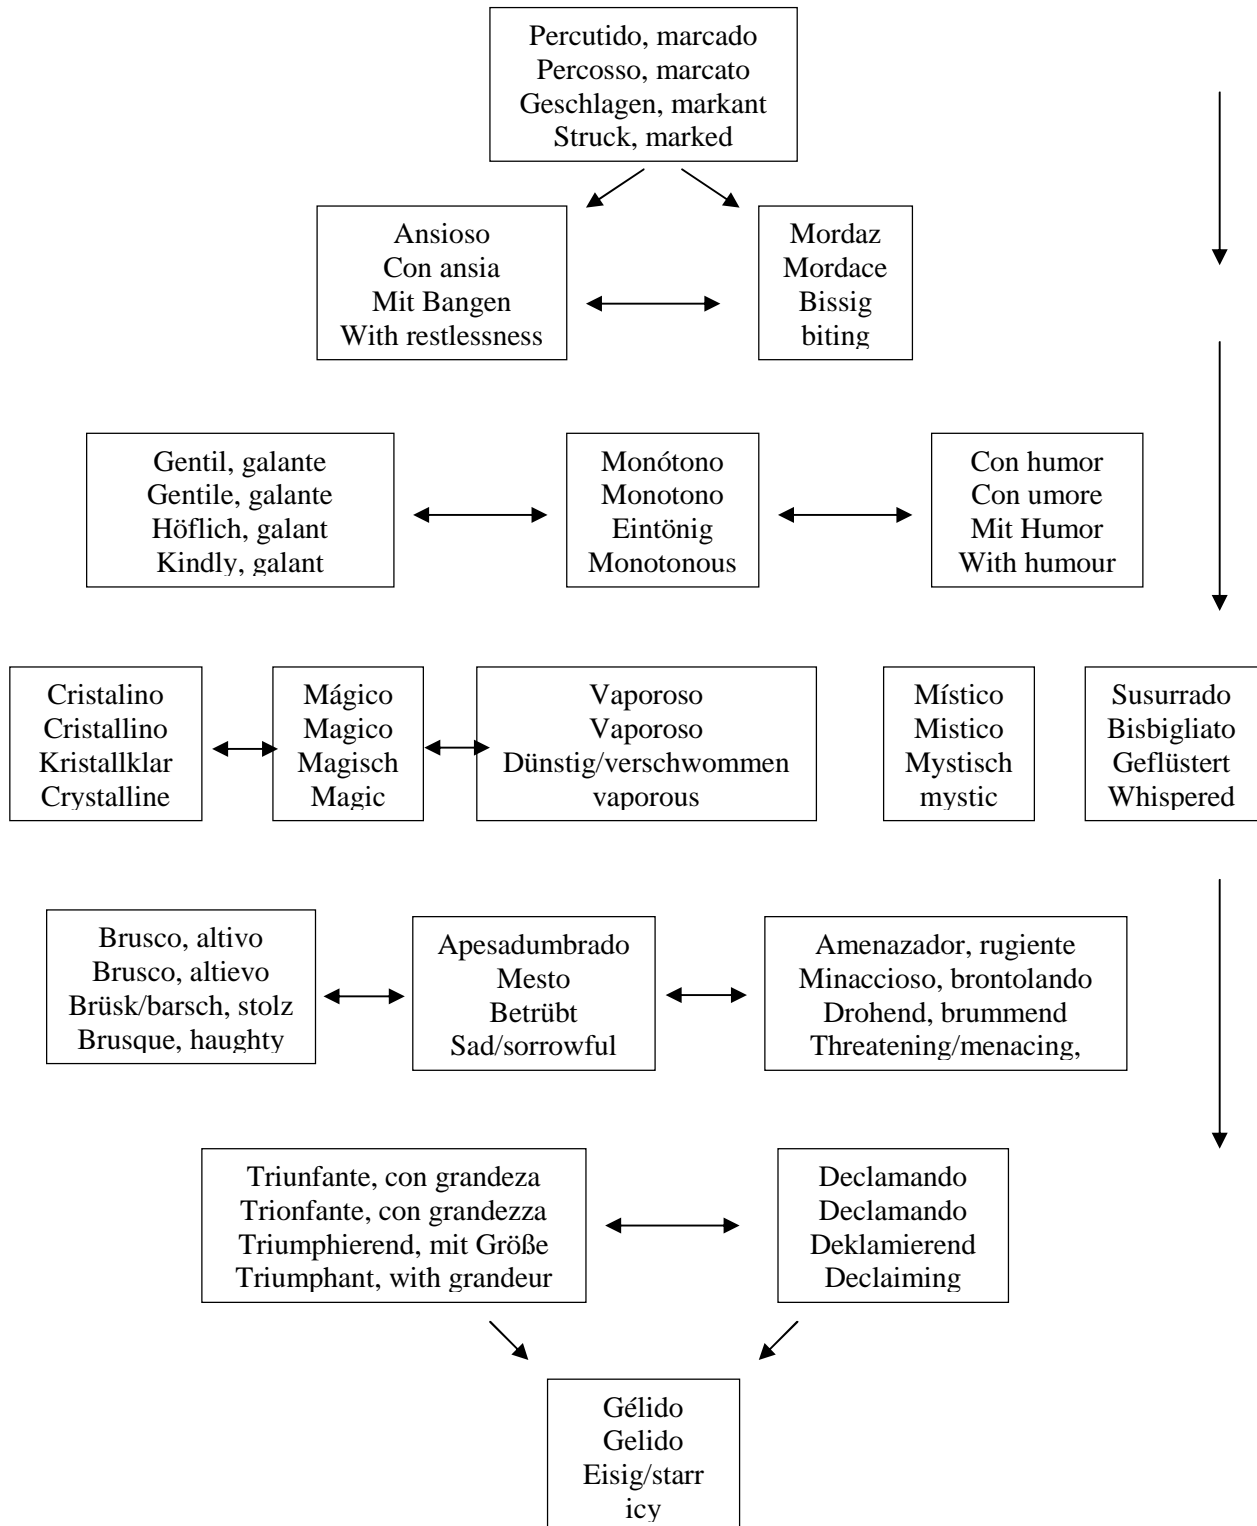 Percutido, marcado
Percosso, marcato
Geschlagen, markant
Struck, marked
Ansioso
Con ansia
Mit Bangen
With restlessness
Mordaz
Mordace
Bissig
biting
Gentil, galante
Gentile, galante
Höflich, galant
Kindly, galant
Monótono
Monotono
Eintönig
Monotonous
Con humor
Con umore
Mit Humor
With humour
Cristalino
Cristallino
Kristallklar
Crystalline
Mágico
Magico
Magisch
Magic
Vaporoso
Vaporoso
Dünstig/verschwommen
vaporous
Místico
Mistico
Mystisch
mystic
Susurrado
Bisbigliato
Geflüstert
Whispered
Brusco, altivo
Brusco, altievo
Brüsk/barsch, stolz
Brusque, haughty
Apesadumbrado
Mesto
Betrübt
Sad/sorrowful
Amenazador, rugiente
Minaccioso, brontolando
Drohend, brummend
Threatening/menacing,
Triunfante, con grandeza
Trionfante, con grandezza
Triumphierend, mit Größe
Triumphant, with grandeur
Declamando
Declamando
Deklamierend
Declaiming
Gélido
Gelido
Eisig/starr
icy